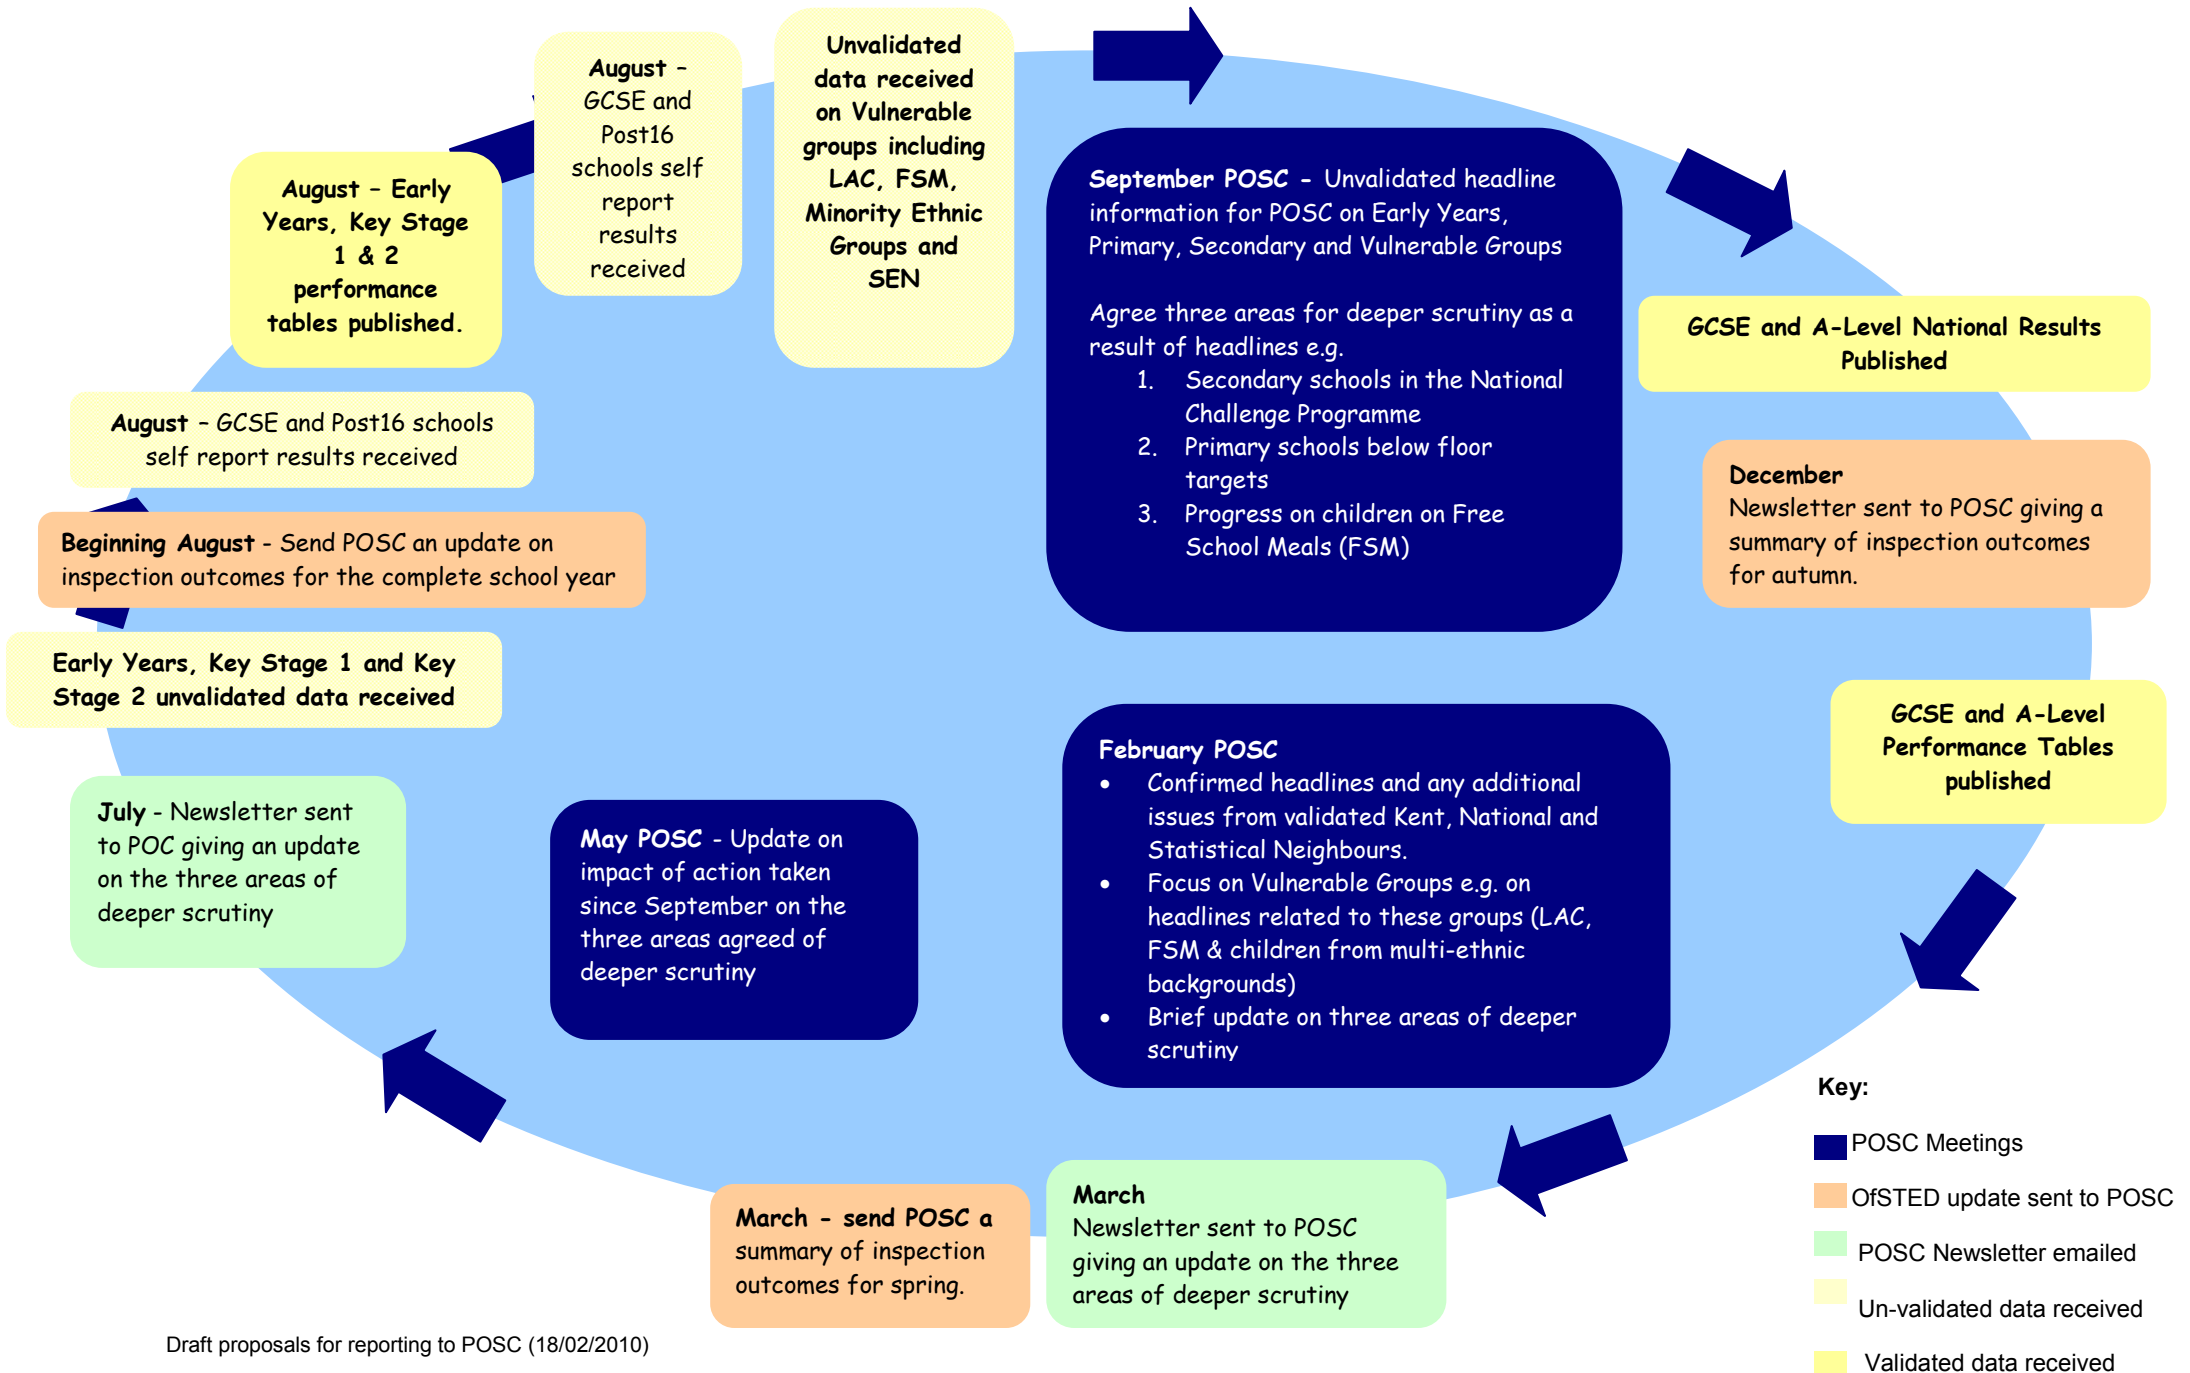 Unvalidated
data received
on Vulnerable
groups including
LAC, FSM,
Minority Ethnic
Groups and
SEN
August –
GCSE and
Post16
schools self
report
results
received
August – Early
Years, Key Stage
1 & 2
performance
tables published.
August – GCSE and Post16 schools
self report results received
Beginning August - Send POSC an update on
inspection outcomes for the complete school year
Early Years, Key Stage 1 and Key
Stage 2 unvalidated data received
July - Newsletter sent
to POC giving an update
on the three areas of
deeper scrutiny
September POSC - Unvalidated headline
information for POSC on Early Years,
Primary, Secondary and Vulnerable Groups
Agree three areas for deeper scrutiny as a
result of headlines e.g.
1. Secondary schools in the National
Challenge Programme
2. Primary schools below floor
targets
3. Progress on children on Free
School Meals (FSM)
GCSE and A-Level National Results
Published
December
Newsletter sent to POSC giving a
summary of inspection outcomes
for autumn.
GCSE and A-Level
Performance Tables
published
February POSC
• Confirmed headlines and any additional
issues from validated Kent, National and
Statistical Neighbours.
• Focus on Vulnerable Groups e.g. on
headlines related to these groups (LAC,
FSM & children from multi-ethnic
backgrounds)
• Brief update on three areas of deeper
scrutiny
May POSC - Update on
impact of action taken
since September on the
three areas agreed of
deeper scrutiny
March - send POSC a
summary of inspection
outcomes for spring.
March
Newsletter sent to POSC
giving an update on the three
areas of deeper scrutiny
Key:
POSC Meetings
OfSTED update sent to POSC
POSC Newsletter emailed
Un-validated data received
Validated data received
Draft proposals for reporting to POSC (18/02/2010)